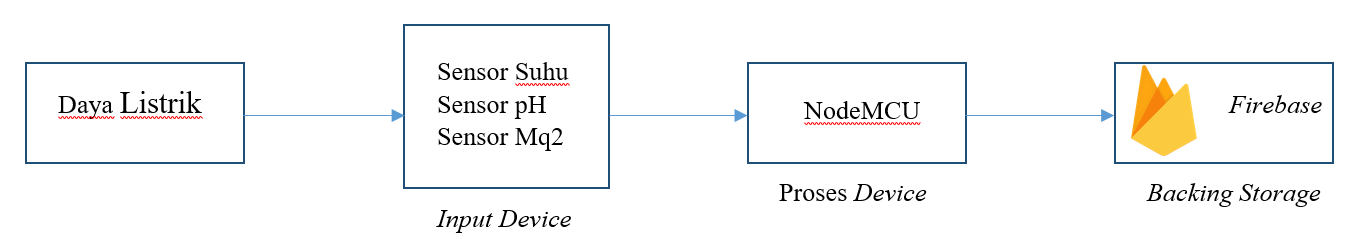 Daya Listrik
Sensor Suhu
Sensor pH
Sensor Mq2
Input Device
NodeMCU
Proses Device
Firebase
Backing Storage